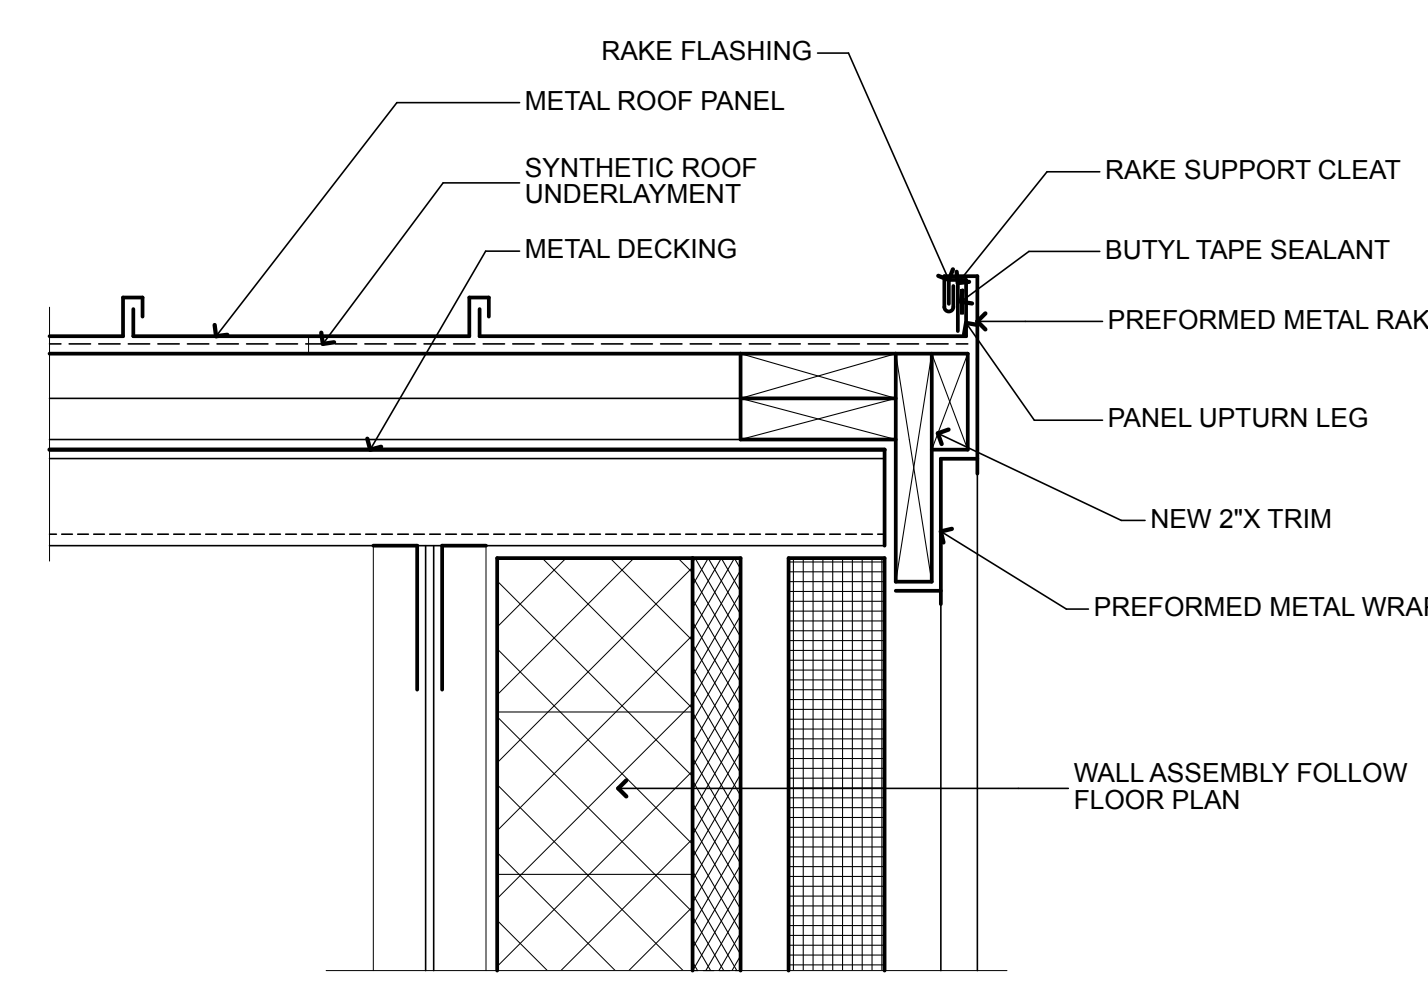 RAKE FLASHING
METAL ROOF PANEL
SYNTHETIC ROOF
UNDERLAYMENT
METAL DECKING
RAKE SUPPORT CLEAT
BUTYL TAPE SEALANT
PREFORMED METAL RAK
PANEL UPTURN LEG
NEW 2"X TRIM
PREFORMED METAL WRAP
WALL ASSEMBLY FOLLOW
FLOOR PLAN